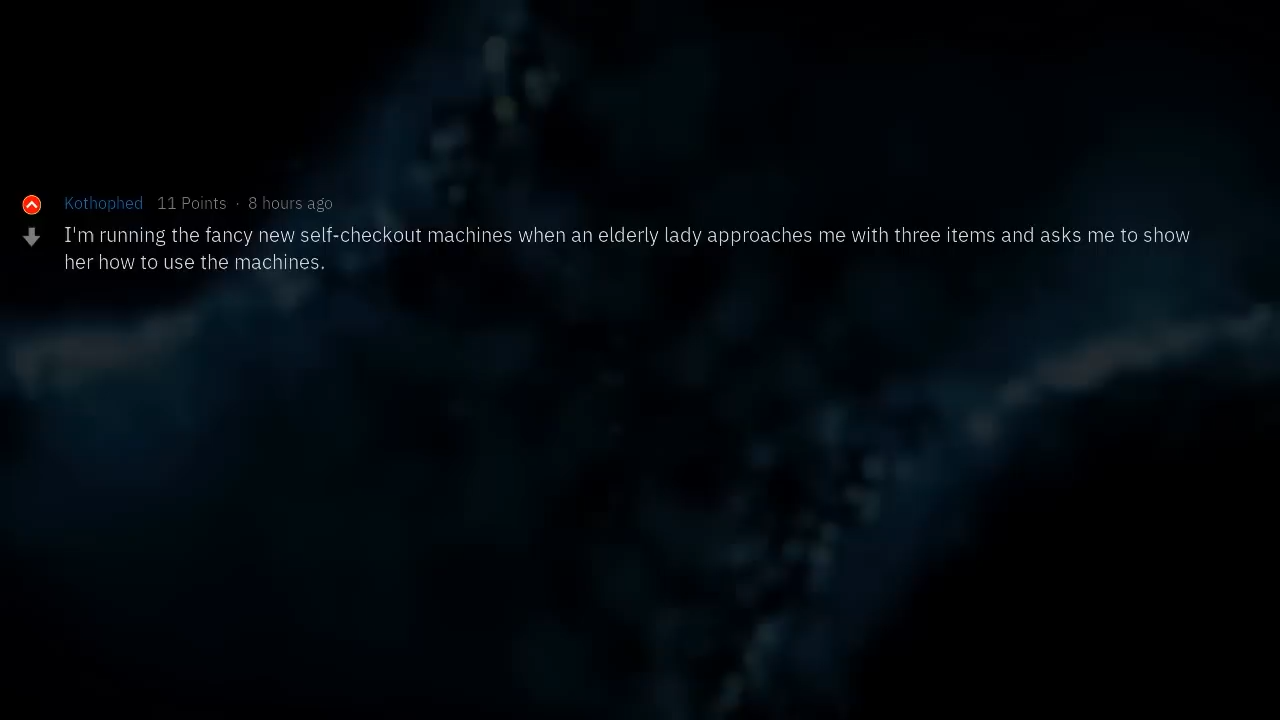 Kothophed 11 Points · 8 hours ago
I'm running the fancy new self-checkout machines when an elderly lady approaches me with three items and asks me to show
her how to use the machines.